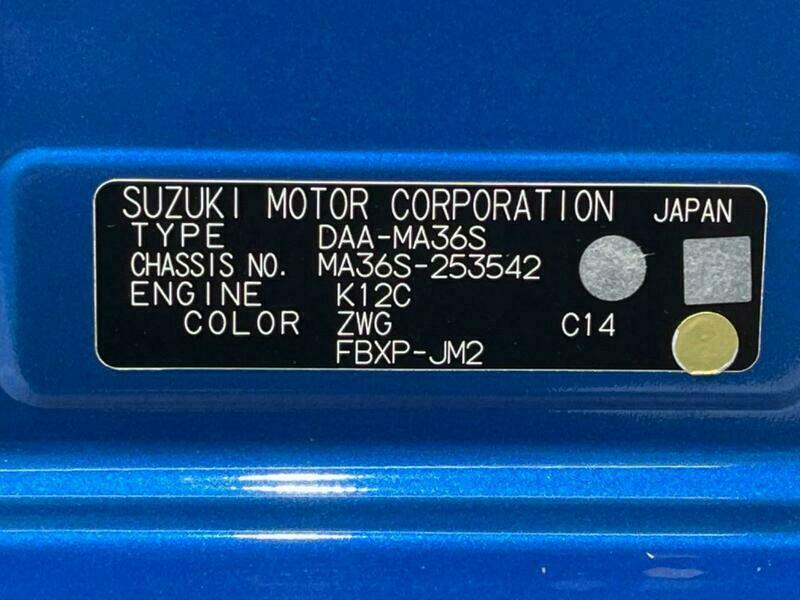 SUZUKI MOTOR CORPORATION JAPAN
TYPE DAA-MA36S
CHASSIS NO. MA36S-253542
ENGINE K12C
COLOR ZWG C14
FBXP-JM2